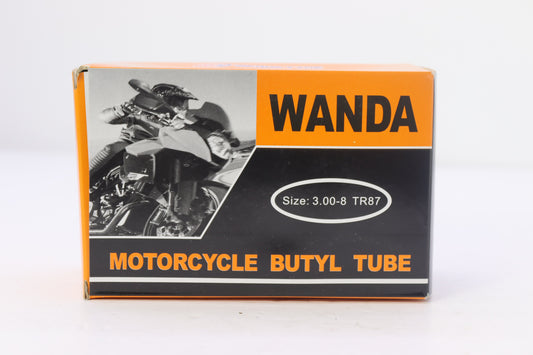 WANDA
Size: 3.00-8 TR87
MOTORCYCLE BUTYL TUBE